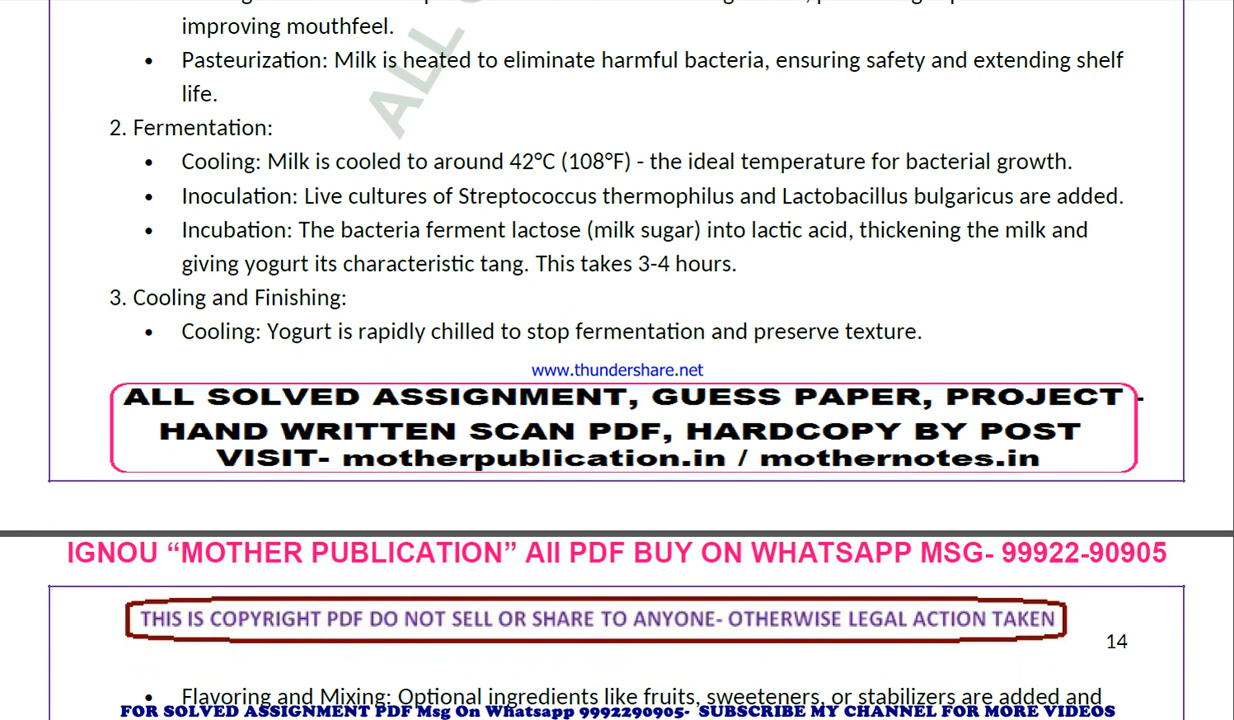 improving mouthfeel.
ALL
• Pasteurization: Milk is heated to eliminate harmful bacteria, ensuring safety and extending shelf
life.
2. Fermentation:
• Cooling: Milk is cooled to around 42°C (108°F) - the ideal temperature for bacterial growth.
• Inoculation: Live cultures of Streptococcus thermophilus and Lactobacillus bulgaricus are added.
• Incubation: The bacteria ferment lactose (milk sugar) into lactic acid, thickening the milk and
giving yogurt its characteristic tang. This takes 3-4 hours.
3. Cooling and Finishing:
• Cooling: Yogurt is rapidly chilled to stop fermentation and preserve texture.
www.thundershare.net
ALL SOLVED ASSIGNMENT, GUESS PAPER, PROJECT -
HAND WRITTEN SCAN PDF, HARDCOPY BY POST
VISIT- motherpublication.in / mothernotes.in
IGNOU “MOTHER PUBLICATION” All PDF BUY ON WHATSAPP MSG- 99922-90905
THIS IS COPYRIGHT PDF DO NOT SELL OR SHARE TO ANYONE- OTHERWISE LEGAL ACTION TAKEN
14
• Flavoring and Mixing: Optional ingredients like fruits, sweeteners, or stabilizers are added and
FOR SOLVED ASSIGNMENT PDF Msg On Whatsapp 9992290905- SUBSCRIBE MY CHANNEL FOR MORE VIDEOS